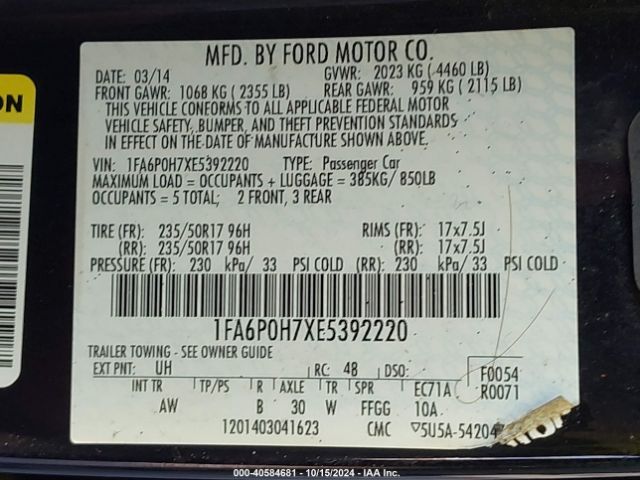 MFD. BY FORD MOTOR CO.
DATE: 03/14 GVWR: 2023 KG (4460 LB)
FRONT GAWR: 1068 KG (2355 LB) REAR GAWR: 959 KG (2115 LB)
THIS VEHICLE CONFORMS TO ALL APPLICABLE FEDERAL MOTOR
VEHICLE SAFETY, BUMPER, AND THEFT PREVENTION STANDARDS
IN EFFECT ON THE DATE OF MANUFACTURE SHOWN ABOVE.
VIN: 1FA6P0H7XE5392220 TYPE: Passenger Car
MAXIMUM LOAD = OCCUPANTS + LUGGAGE = 385KG/ 850LB
OCCUPANTS = 5 TOTAL; 2 FRONT, 3 REAR
TIRE (FR): 235/50R17 96H RIMS (FR): 17x7.5J
(RR): 235/50R17 96H (RR): 17x7.5J
PRESSURE (FR): 230 kPa/ 33 PSI COLD (RR): 230 kPa/ 33 PSI COLD
1FA6P0H7XE5392220
TRAILER TOWING - SEE OWNER GUIDE
EXT PNT: UH RC: 48 DSO: F0054
INT TR TP/PS R AXLE TR SPR EC71A R0071
AW B 30 W FFGG 10A
1201403041623 CMC ▽5U5A-54204
ON
000-40584681 - 10/15/2024 - IAA Inc.